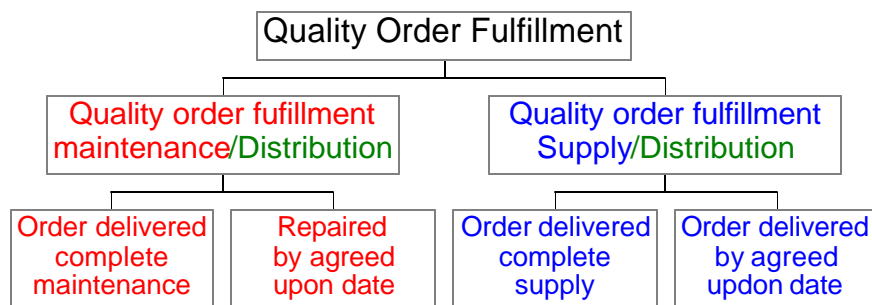 Quality Order Fulfillment
Quality order fufillment
maintenance/Distribution
Quality order fulfillment
Supply/Distribution
Order delivered
complete
maintenance
Repaired
by agreed
upon date
Order delivered
complete
supply
Order delivered
by agreed
updon date